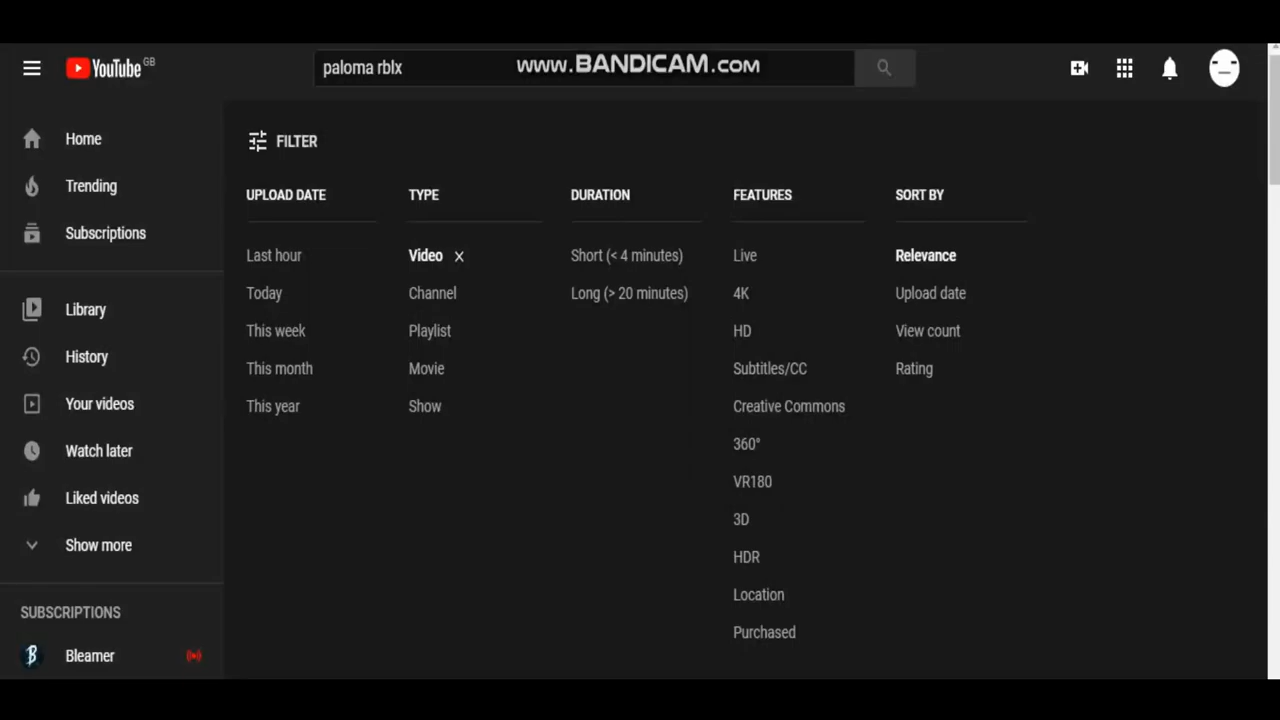 YouTube GB
paloma rblx
www.BANDICAM.com
Home
Trending
Subscriptions
Library
History
Your videos
Watch later
Liked videos
Show more
SUBSCRIPTIONS
Bleamer
FILTER
UPLOAD DATE
Last hour
Today
This week
This month
This year
TYPE
Video
Channel
Playlist
Movie
Show
DURATION
Short (< 4 minutes)
Long (> 20 minutes)
FEATURES
Live
4K
HD
Subtitles/CC
Creative Commons
360°
VR180
3D
HDR
Location
Purchased
SORT BY
Relevance
Upload date
View count
Rating